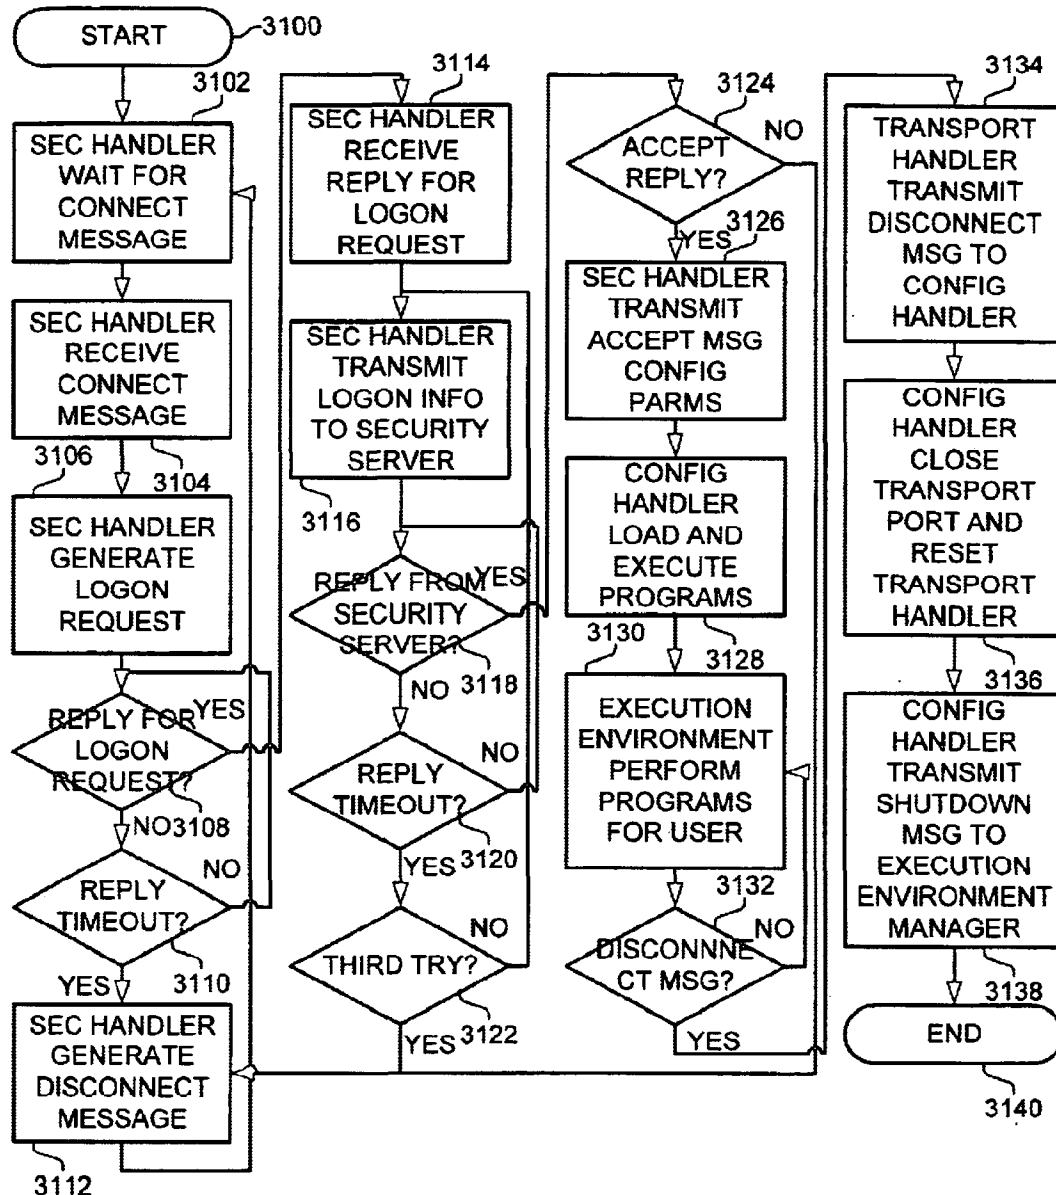 START
3100
3102
SEC HANDLER
WAIT FOR
CONNECT
MESSAGE
SEC HANDLER
RECEIVE
CONNECT
MESSAGE
3104
3106
SEC HANDLER
GENERATE
LOGON
REQUEST
REPLY FOR
LOGON
REQUEST?
YES
NO
3108
REPLY
TIMEOUT?
NO
YES
3110
SEC HANDLER
GENERATE
DISCONNECT
MESSAGE
3112
3114
SEC HANDLER
RECEIVE
REPLY FOR
LOGON
REQUEST
SEC HANDLER
TRANSMIT
LOGON INFO
TO SECURITY
SERVER
3116
REPLY FROM
SECURITY
SERVER?
YES
NO
3118
REPLY
TIMEOUT?
NO
YES
3120
THIRD TRY?
NO
YES
3122
3124
ACCEPT
REPLY?
NO
YES
3126
SEC HANDLER
TRANSMIT
ACCEPT MSG
CONFIG
PARMS
CONFIG
HANDLER
LOAD AND
EXECUTE
PROGRAMS
3128
3130
EXECUTION
ENVIRONMENT
PERFORM
PROGRAMS
FOR USER
3132
DISCONNNE
CT MSG?
NO
YES
3134
TRANSPORT
HANDLER
TRANSMIT
DISCONNECT
MSG TO
CONFIG
HANDLER
CONFIG
HANDLER
CLOSE
TRANSPORT
PORT AND
RESET
TRANSPORT
HANDLER
3136
CONFIG
HANDLER
TRANSMIT
SHUTDOWN
MSG TO
EXECUTION
ENVIRONMENT
MANAGER
3138
END
3140